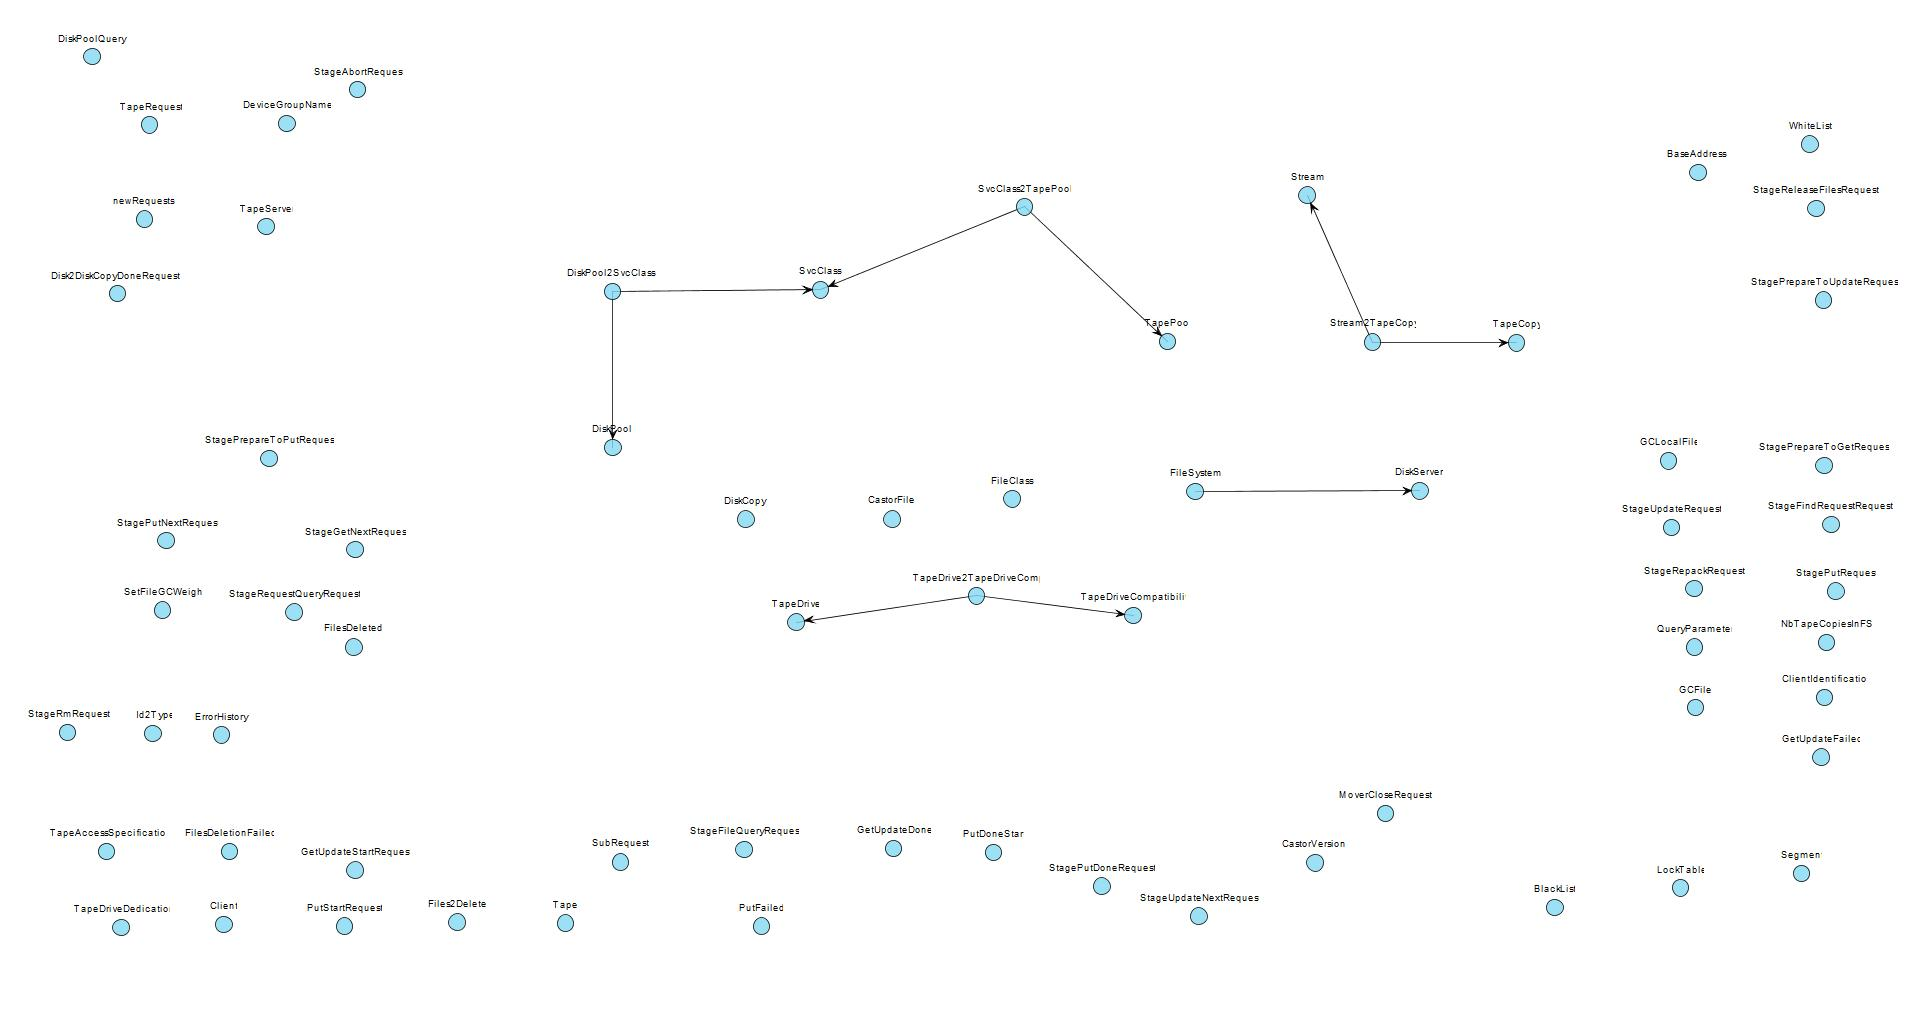 DiskPoolQuery
StageAbortReques
TapeRequest
DeviceGroupName
WhiteList
BaseAddress
Stream
SvcClass2TapePool
StageReleaseFilesRequest
newRequests
TapeServer
DiskPool2SvcClass
SvcClass
Disk2DiskCopyDoneRequest
StagePrepareToUpdateReques
TapePoo
Stream2TapeCopy
TapeCopy
DiskPool
StagePrepareToPutReques
GCLocalFile
StagePrepareToGetReques
FileSystem
DiskServer
FileClass
DiskCopy
CastorFile
StageUpdateRequest
StageFindRequestRequest
StagePutNextReques
StageGetNextReques
StageRepackRequest
StagePutReques
TapeDrive2TapeDriveComp
SetFileGCWeigh
StageRequestQueryRequest
TapeDrive
TapeDriveCompatibili
FilesDeleted
QueryParameter
NbTapeCopiesInFS
ClientIdentificatio
GCFile
StageRmRequest
Id2Type
ErrorHistory
GetUpdateFailed
MoverCloseRequest
TapeAccessSpecificatio
FilesDeletionFailed
GetUpdateStartReques
SubRequest
StageFileQueryReques
GetUpdateDone
PutDoneStar
CastorVersion
StagePutDoneRequest
LockTable
Segmen
TapeDriveDedicatio
Client
PutStartRequest
Files2Delete
Tape
PutFailed
StageUpdateNextReques
BlackList